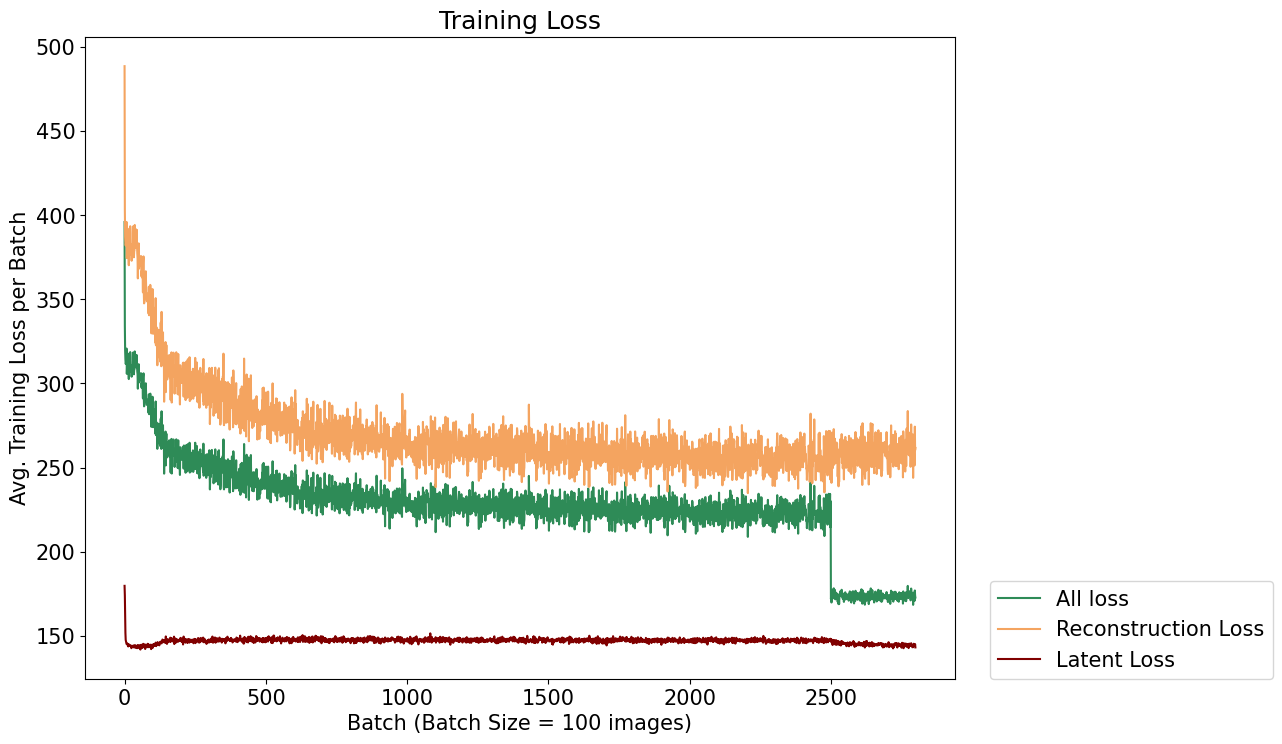 Training Loss
Avg. Training Loss per Batch
500
450
400
350
300
250
200
150
0
500
1000
1500
2000
2500
Batch (Batch Size = 100 images)
All loss
Reconstruction Loss
Latent Loss